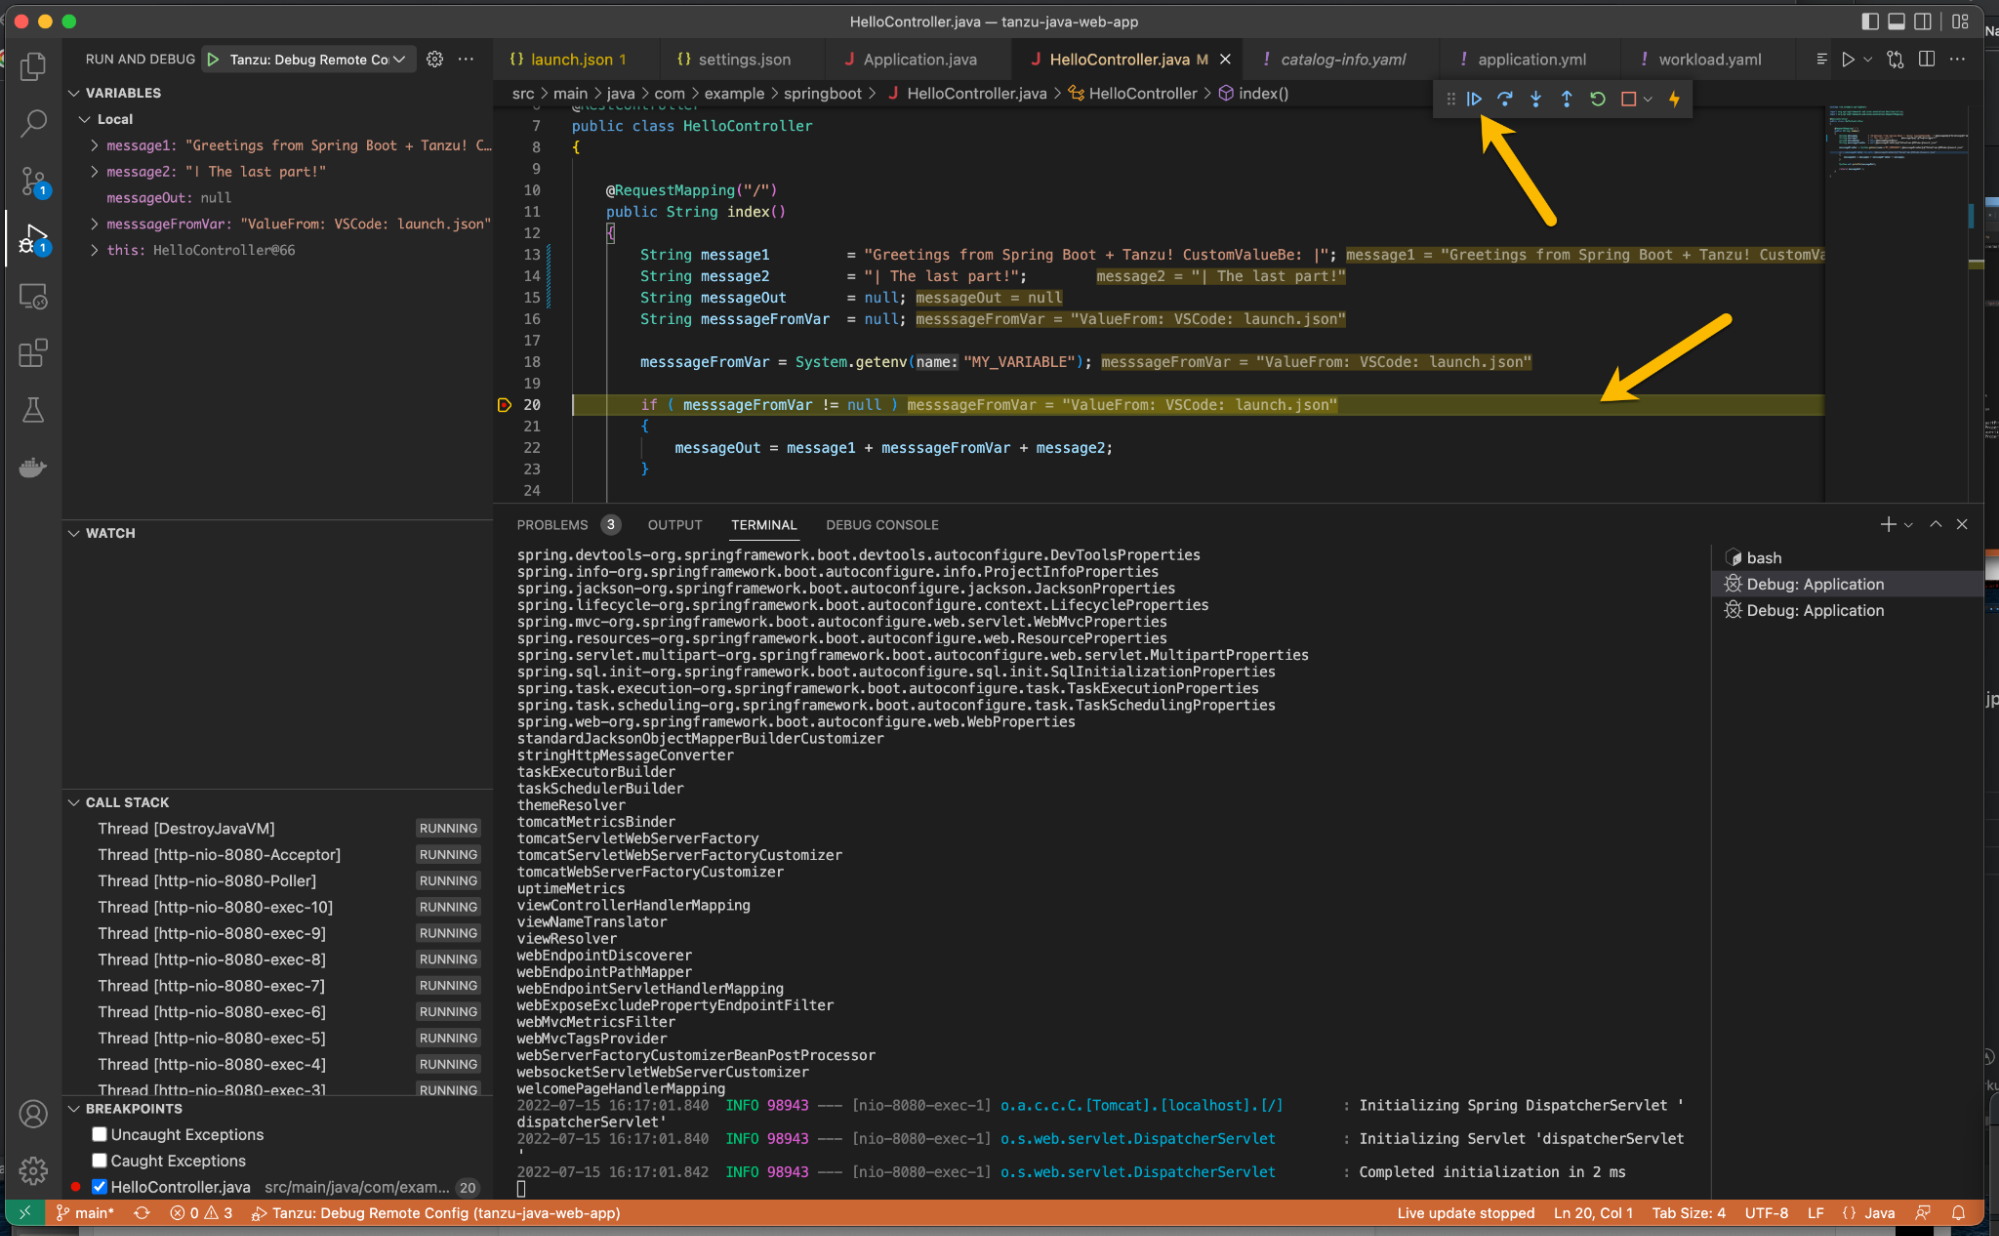 HelloController.java — tanzu-java-web-app
RUN AND DEBUG
Tanzu: Debug Remote Co
{} launch.json 1
{} settings.json
J Application.java
J HelloController.java M
! catalog-info.yaml
! application.yml
! workload.yaml
src > main > java > com > example > springboot > J HelloController.java > HelloController > index()
VARIABLES
Local
message1: "Greetings from Spring Boot + Tanzu! C…
message2: "| The last part!"
messageOut: null
messsageFromVar: "ValueFrom: VSCode: launch.json"
this: HelloController@66
WATCH
CALL STACK
Thread [DestroyJavaVM] RUNNING
Thread [http-nio-8080-Acceptor] RUNNING
Thread [http-nio-8080-Poller] RUNNING
Thread [http-nio-8080-exec-10] RUNNING
Thread [http-nio-8080-exec-9] RUNNING
Thread [http-nio-8080-exec-8] RUNNING
Thread [http-nio-8080-exec-7] RUNNING
Thread [http-nio-8080-exec-6] RUNNING
Thread [http-nio-8080-exec-5] RUNNING
Thread [http-nio-8080-exec-4] RUNNING
Thread [http-nio-8080-exec-3] RUNNING
BREAKPOINTS
Uncaught Exceptions
Caught Exceptions
HelloController.java src/main/java/com/exam… 20
6 @RestController
7 public class HelloController
8 {
9
10 @RequestMapping("/")
11 public String index()
12 {
13 String message1 = "Greetings from Spring Boot + Tanzu! CustomValueBe: |"; message1 = "Greetings from Spring Boot + Tanzu! CustomVa
14 String message2 = "| The last part!"; message2 = "| The last part!"
15 String messageOut = null; messageOut = null
16 String messsageFromVar = null; messsageFromVar = "ValueFrom: VSCode: launch.json"
17
18 messsageFromVar = System.getenv(name: "MY_VARIABLE"); messsageFromVar = "ValueFrom: VSCode: launch.json"
19
20 if ( messsageFromVar != null ) messsageFromVar = "ValueFrom: VSCode: launch.json"
21 {
22 messageOut = message1 + messsageFromVar + message2;
23 }
24
PROBLEMS 3 OUTPUT TERMINAL DEBUG CONSOLE
spring.devtools-org.springframework.boot.devtools.autoconfigure.DevToolsProperties
spring.info-org.springframework.boot.autoconfigure.info.ProjectInfoProperties
spring.jackson-org.springframework.boot.autoconfigure.jackson.JacksonProperties
spring.lifecycle-org.springframework.boot.autoconfigure.context.LifecycleProperties
spring.mvc-org.springframework.boot.autoconfigure.web.servlet.WebMvcProperties
spring.resources-org.springframework.boot.autoconfigure.web.ResourceProperties
spring.servlet.multipart-org.springframework.boot.autoconfigure.web.servlet.MultipartProperties
spring.sql.init-org.springframework.boot.autoconfigure.sql.init.SqlInitializationProperties
spring.task.execution-org.springframework.boot.autoconfigure.task.TaskExecutionProperties
spring.task.scheduling-org.springframework.boot.autoconfigure.task.TaskSchedulingProperties
spring.web-org.springframework.boot.autoconfigure.web.WebProperties
standardJacksonObjectMapperBuilderCustomizer
stringHttpMessageConverter
taskExecutorBuilder
taskSchedulerBuilder
themeResolver
tomcatMetricsBinder
tomcatServletWebServerFactory
tomcatServletWebServerFactoryCustomizer
tomcatWebServerFactoryCustomizer
uptimeMetrics
viewControllerHandlerMapping
viewNameTranslator
viewResolver
webEndpointDiscoverer
webEndpointPathMapper
webEndpointServletHandlerMapping
webExposeExcludePropertyEndpointFilter
webMvcMetricsFilter
webMvcTagsProvider
webServerFactoryCustomizerBeanPostProcessor
websocketServletWebServerCustomizer
welcomePageHandlerMapping
2022-07-15 16:17:01.840 INFO 98943 --- [nio-8080-exec-1] o.a.c.c.C.[Tomcat].[localhost].[/] : Initializing Spring DispatcherServlet '
dispatcherServlet'
2022-07-15 16:17:01.840 INFO 98943 --- [nio-8080-exec-1] o.s.web.servlet.DispatcherServlet : Initializing Servlet 'dispatcherServlet
'
2022-07-15 16:17:01.842 INFO 98943 --- [nio-8080-exec-1] o.s.web.servlet.DispatcherServlet : Completed initialization in 2 ms
bash
Debug: Application
Debug: Application
main* 0 3 Tanzu: Debug Remote Config (tanzu-java-web-app) Live update stopped Ln 20, Col 1 Tab Size: 4 UTF-8 LF {} Java